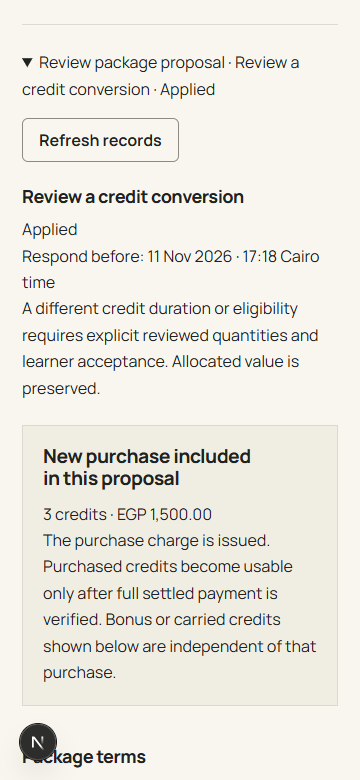 ▼ Review package proposal · Review a
credit conversion · Applied
Refresh records
Review a credit conversion
Applied
Respond before: 11 Nov 2026 · 17:18 Cairo
time
A different credit duration or eligibility
requires explicit reviewed quantities and
learner acceptance. Allocated value is
preserved.
New purchase included
in this proposal
3 credits · EGP 1,500.00
The purchase charge is issued.
Purchased credits become usable
only after full settled payment is
verified. Bonus or carried credits
shown below are independent of that
purchase.
N
Package terms